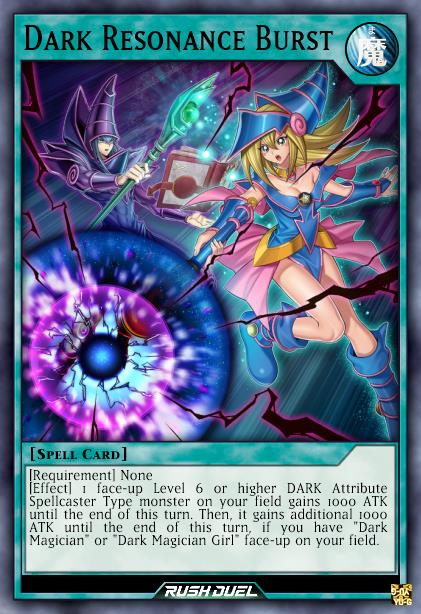 Dark Resonance Burst
ま
魔
[Spell Card]
[Requirement] None
[Effect] 1 face-up Level 6 or higher DARK Attribute
Spellcaster Type monster on your field gains 1000 ATK
until the end of this turn. Then, it gains additional 1000
ATK until the end of this turn, if you have "Dark
Magician" or "Dark Magician Girl" face-up on your field.
RUSH DUEL